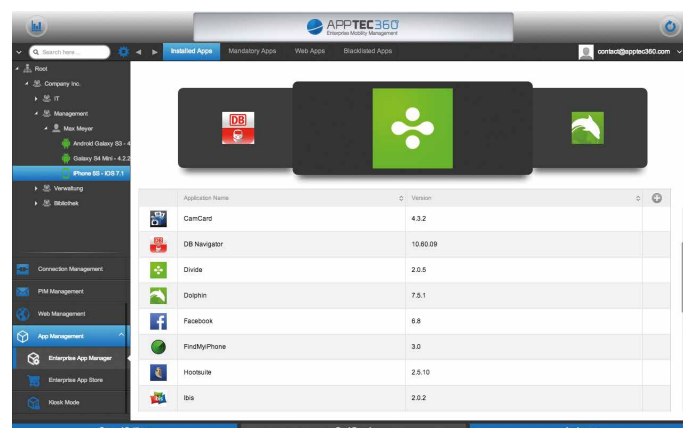 APPTEC360°
Enterprise Mobility Management
Search here ...
Installed Apps
Mandatory Apps
Web Apps
Blacklisted Apps
contact@apptec360.com
Root
Company Inc.
IT
Management
Max Meyer
Android Galaxy S3 - 4
Galaxy S4 Mini - 4.2.2
iPhone 5S - iOS 7.1
Verwaltung
Bibliothek
Connection Management
PIM Management
Web Management
App Management
Enterprise App Manager
Enterprise App Store
Kiosk Mode
DB
Application Name
Version
CamCard
4.3.2
DB Navigator
10.60.09
Divide
2.0.5
Dolphin
7.5.1
Facebook
6.8
FindMyiPhone
3.0
Hootsuite
2.5.10
Ibis
2.0.2